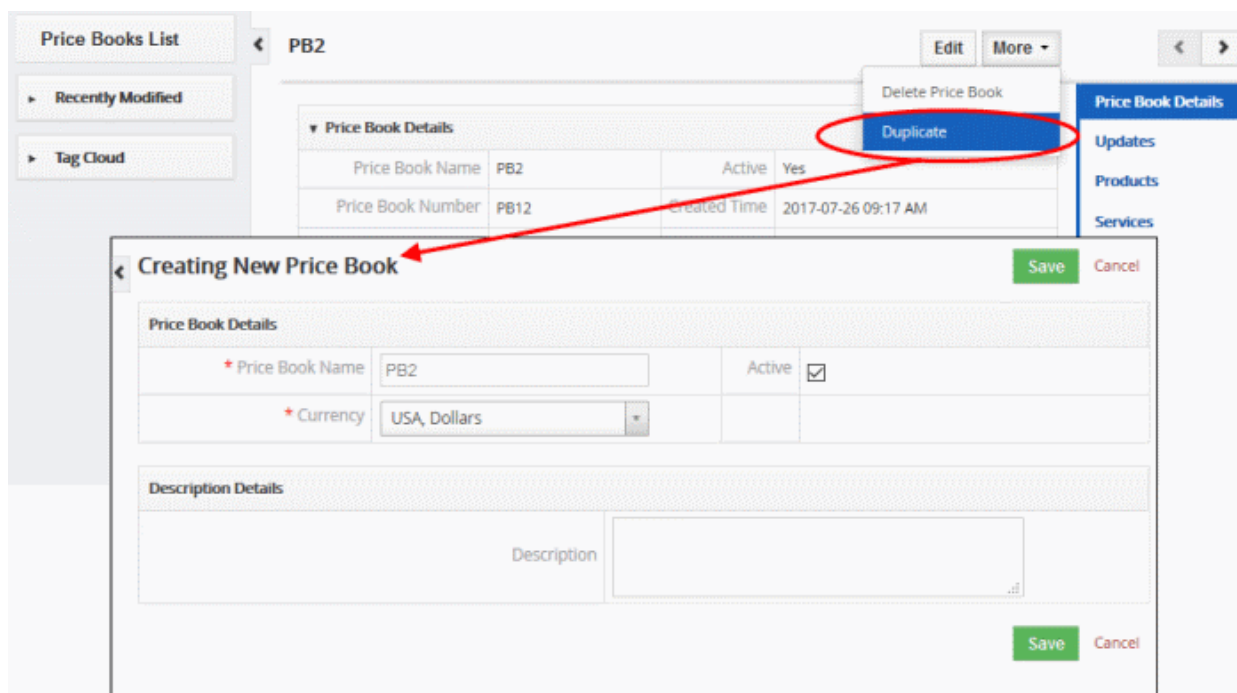 Price Books List
PB2
Edit
More
Delete Price Book
Duplicate
Recently Modified
Tag Cloud
Price Book Details
Updates
Products
Services
Price Book Details
Price Book Name PB2 Active Yes
Price Book Number PB12 Created Time 2017-07-26 09:17 AM
Creating New Price Book
Save Cancel
Price Book Details
* Price Book Name PB2 Active
* Currency USA, Dollars
Description Details
Description
Save Cancel